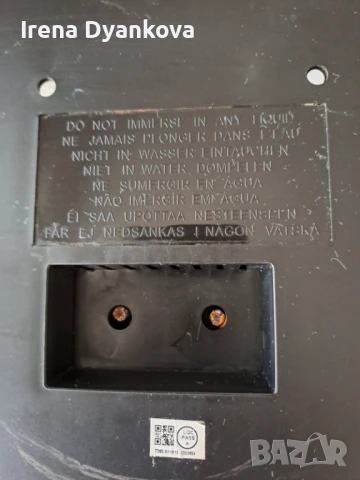 Irena Dyankova
DO NOT IMMERSE IN ANY LIQUID
NE JAMAIS PLONGER DANS L'EAU
NICHT IN WASSER EINTAUCHEN
NIET IN WATER DOMPELEN
NE SUMERGIR EN AGUA
NÃO IMERGIR EM ÁGUA
EI SAA UPOTTAA NESTEESEEN
FÅR EJ NEDSÄNKAS I NÅGON VÄTSKA
bazar.bg